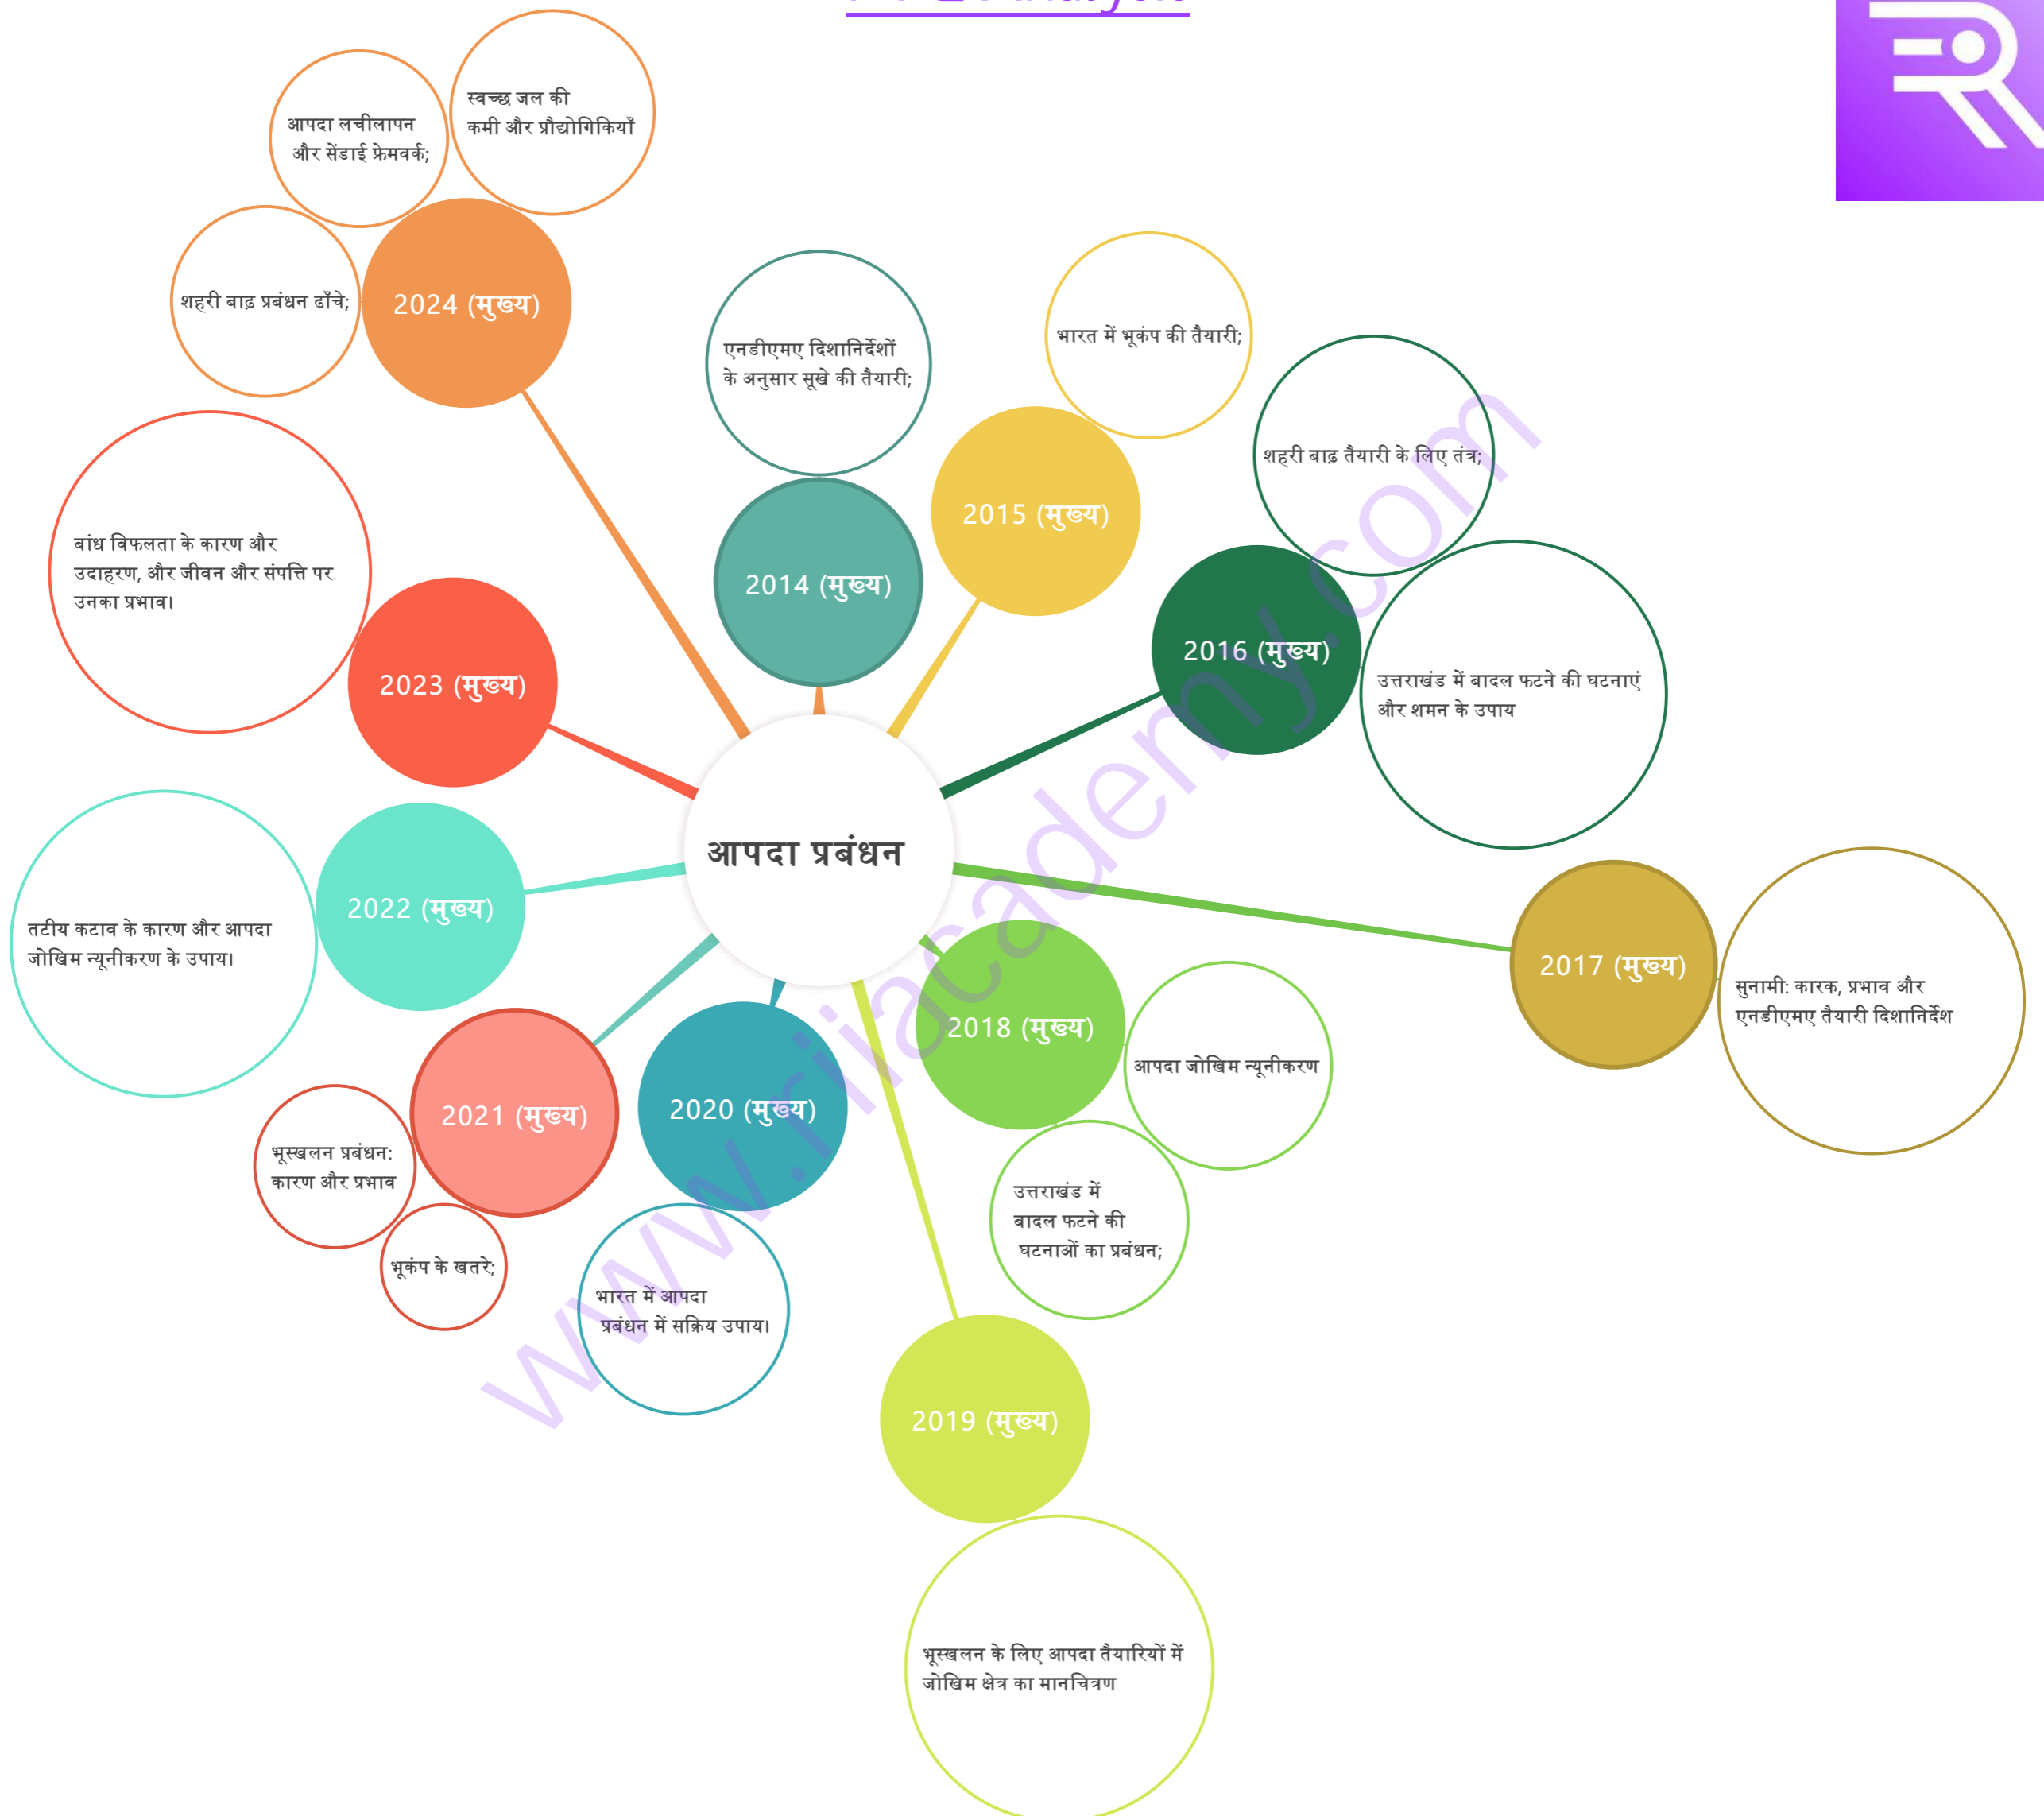 Analysis
स्वच्छ जल की
कमी और प्रौद्योगिकियाँ
आपदा लचीलापन
और सेंडाई फ्रेमवर्क;
शहरी बाढ़ प्रबंधन ढाँचे;
2024 (मुख्य)
एनडीएमए दिशानिर्देशों
के अनुसार सूखे की तैयारी;
2014 (मुख्य)
भारत में भूकंप की तैयारी;
2015 (मुख्य)
शहरी बाढ़ तैयारी के लिए तंत्र;
2016 (मुख्य)
उत्तराखंड में बादल फटने की घटनाएं
और शमन के उपाय
बांध विफलता के कारण और
उदाहरण, और जीवन और संपत्ति पर
उनका प्रभाव।
2023 (मुख्य)
आपदा प्रबंधन
2022 (मुख्य)
तटीय कटाव के कारण और आपदा
जोखिम न्यूनीकरण के उपाय।
2017 (मुख्य)
सुनामी: कारक, प्रभाव और
एनडीएमए तैयारी दिशानिर्देश
2018 (मुख्य)
आपदा जोखिम न्यूनीकरण
उत्तराखंड में
बादल फटने की
घटनाओं का प्रबंधन;
2021 (मुख्य)
भूस्खलन प्रबंधन:
कारण और प्रभाव
भूकंप के खतरे;
2020 (मुख्य)
भारत में आपदा
प्रबंधन में सक्रिय उपाय।
2019 (मुख्य)
भूस्खलन के लिए आपदा तैयारियों में
जोखिम क्षेत्र का मानचित्रण
www.rjiacademy.com